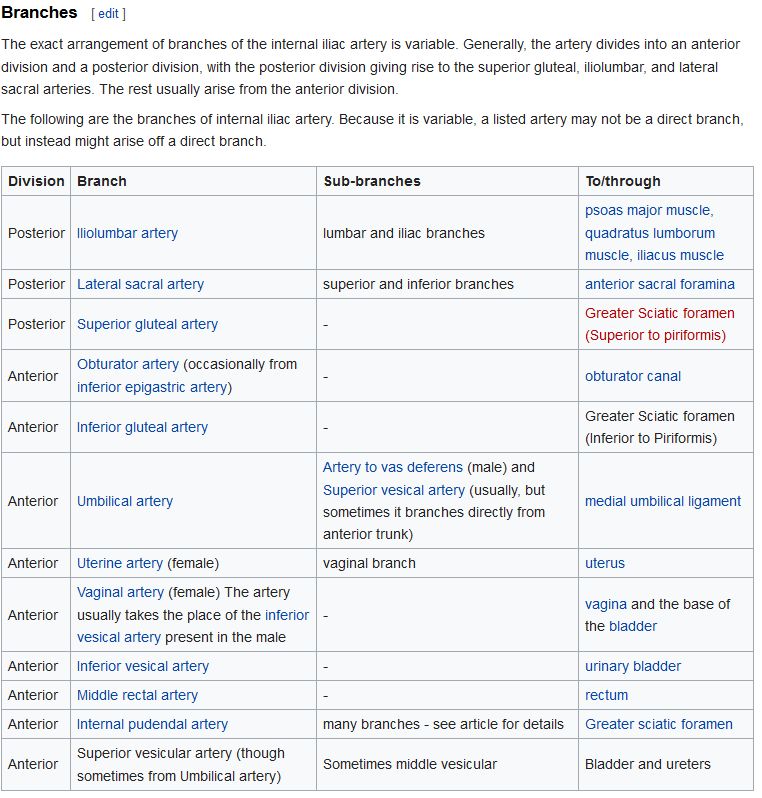 Branches [ edit ]
The exact arrangement of branches of the internal iliac artery is variable. Generally, the artery divides into an anterior
division and a posterior division, with the posterior division giving rise to the superior gluteal, iliolumbar, and lateral
sacral arteries. The rest usually arise from the anterior division.
The following are the branches of internal iliac artery. Because it is variable, a listed artery may not be a direct branch,
but instead might arise off a direct branch.
Division Branch Sub-branches To/through
Posterior Iliolumbar artery lumbar and iliac branches psoas major muscle,
quadratus lumborum
muscle, iliacus muscle
Posterior Lateral sacral artery superior and inferior branches anterior sacral foramina
Posterior Superior gluteal artery - Greater Sciatic foramen
(Superior to piriformis)
Anterior Obturator artery (occasionally from
inferior epigastric artery) - obturator canal
Anterior Inferior gluteal artery - Greater Sciatic foramen
(Inferior to Piriformis)
Anterior Umbilical artery Artery to vas deferens (male) and
Superior vesical artery (usually, but
sometimes it branches directly from
anterior trunk) medial umbilical ligament
Anterior Uterine artery (female) vaginal branch uterus
Anterior Vaginal artery (female) The artery
usually takes the place of the inferior
vesical artery present in the male - vagina and the base of
the bladder
Anterior Inferior vesical artery - urinary bladder
Anterior Middle rectal artery - rectum
Anterior Internal pudendal artery many branches - see article for details Greater sciatic foramen
Anterior Superior vesicular artery (though
sometimes from Umbilical artery) Sometimes middle vesicular Bladder and ureters